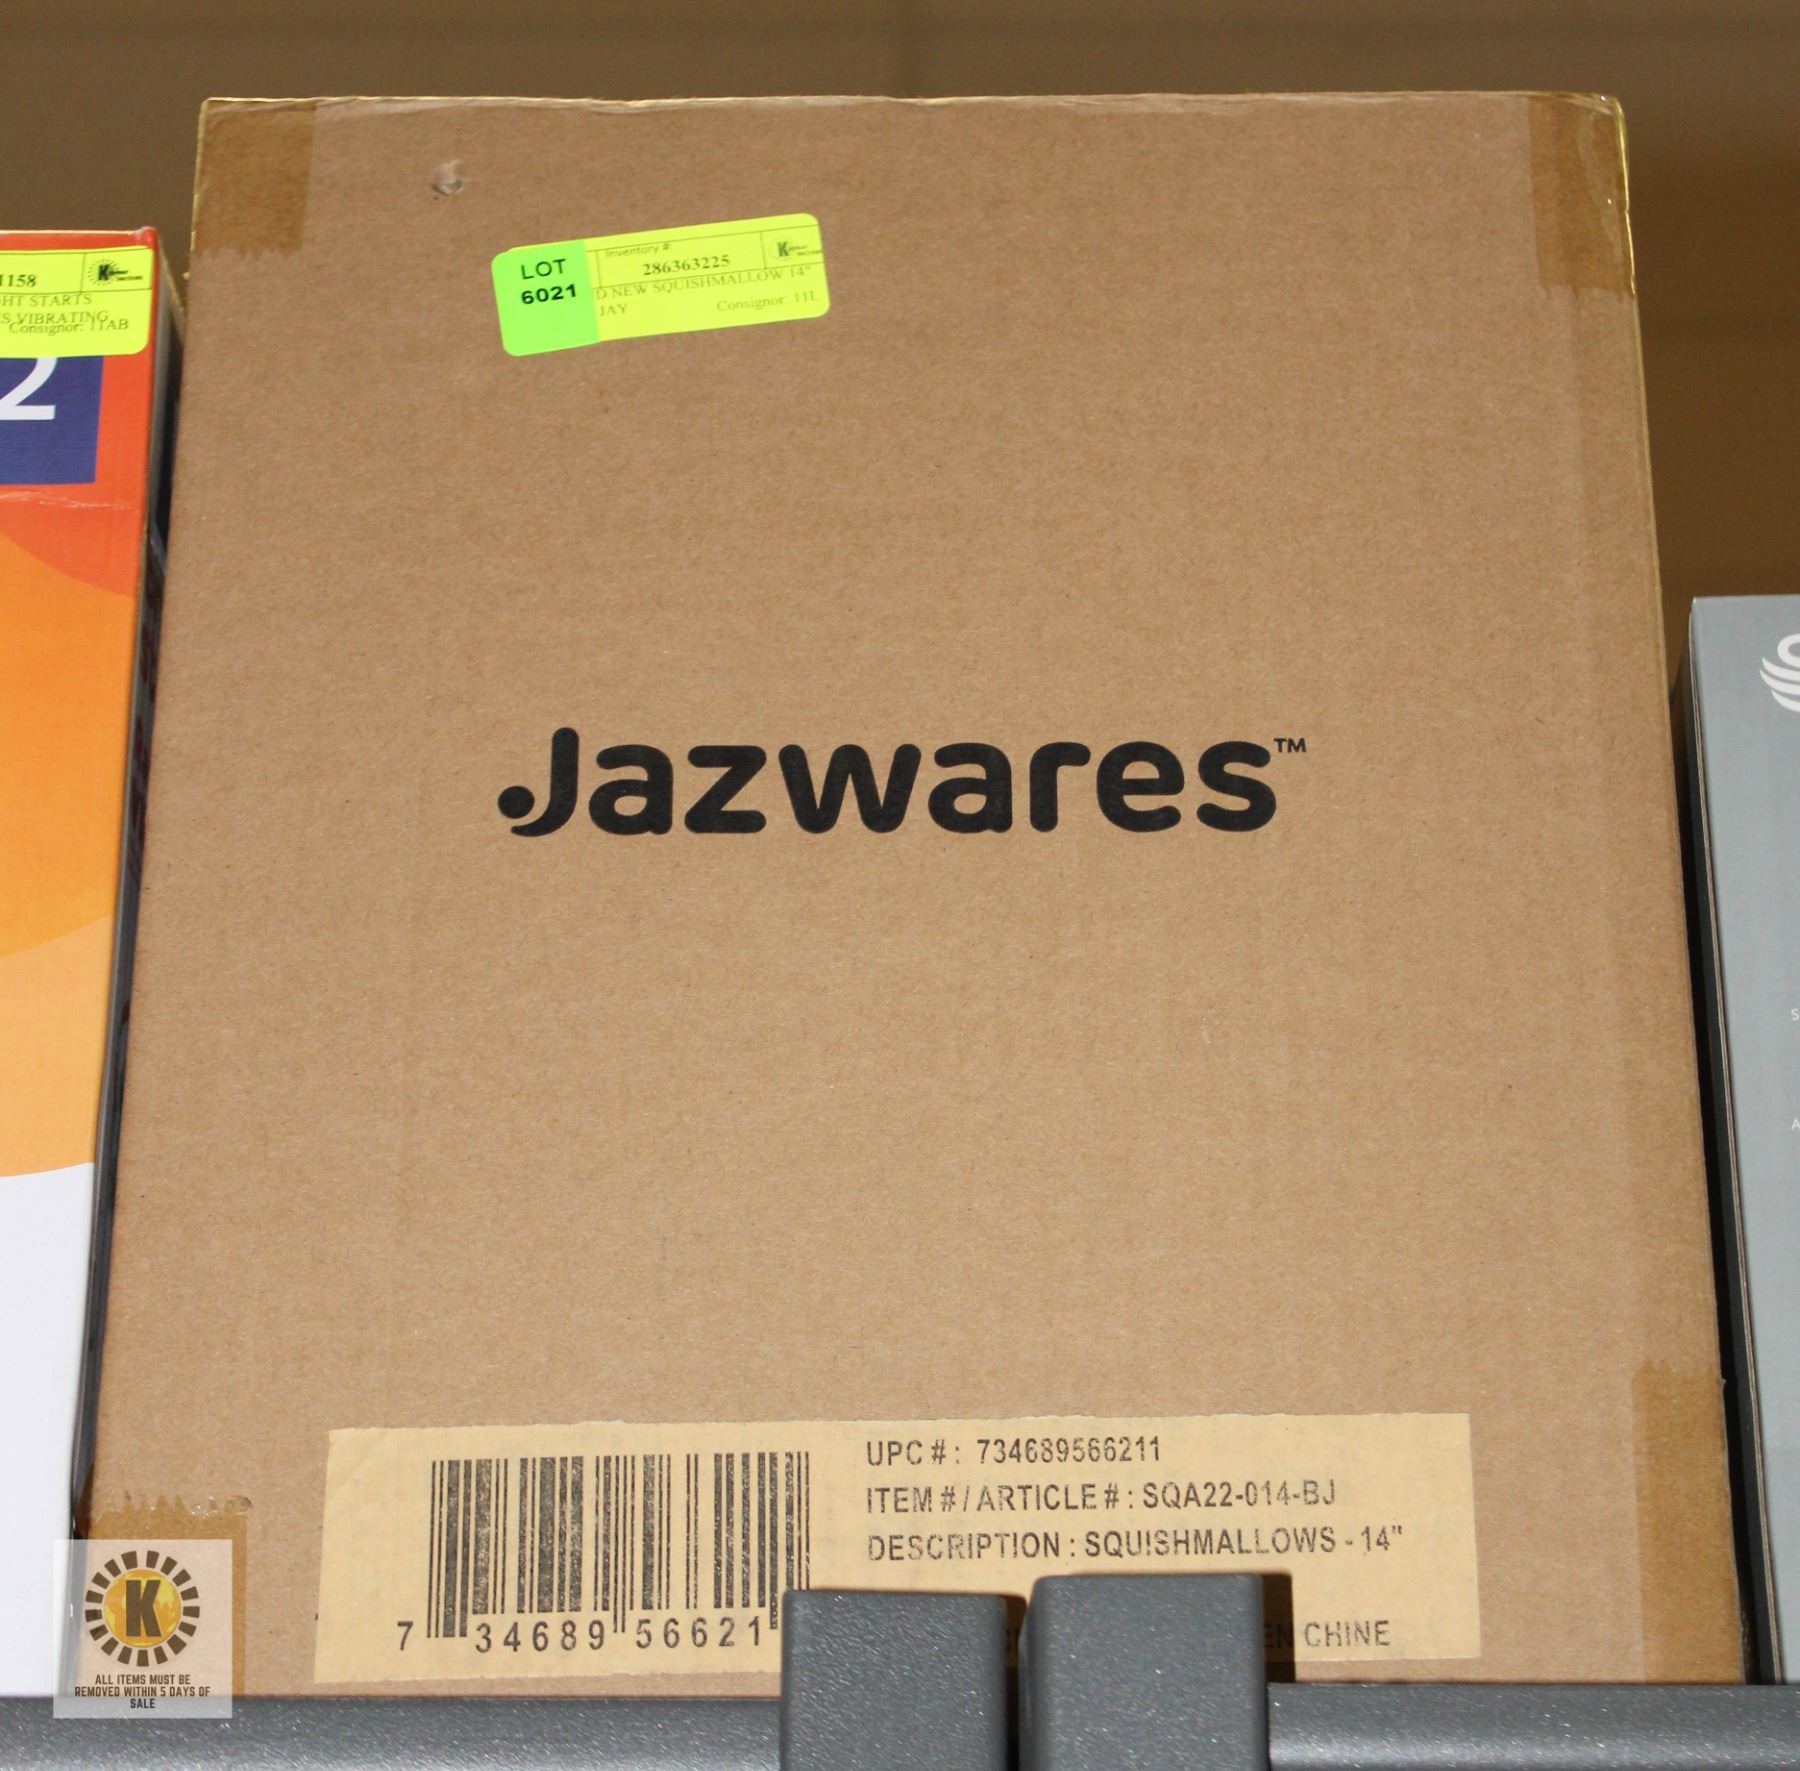 1158
HT STARTS
S VIBRATING
Consignor: 1TAB
2
LOT
6021
Inventory #:
286363225
D NEW SQUISHMALLOW 14"
JAY
Consignor: 11L
Jazwares™
UPC #: 734689566211
ITEM # / ARTICLE # : SQA22-014-BJ
DESCRIPTION : SQUISHMALLOWS - 14"
EN CHINE
7 34689 56621
K
ALL ITEMS MUST BE
REMOVED WITHIN 5 DAYS OF
SALE